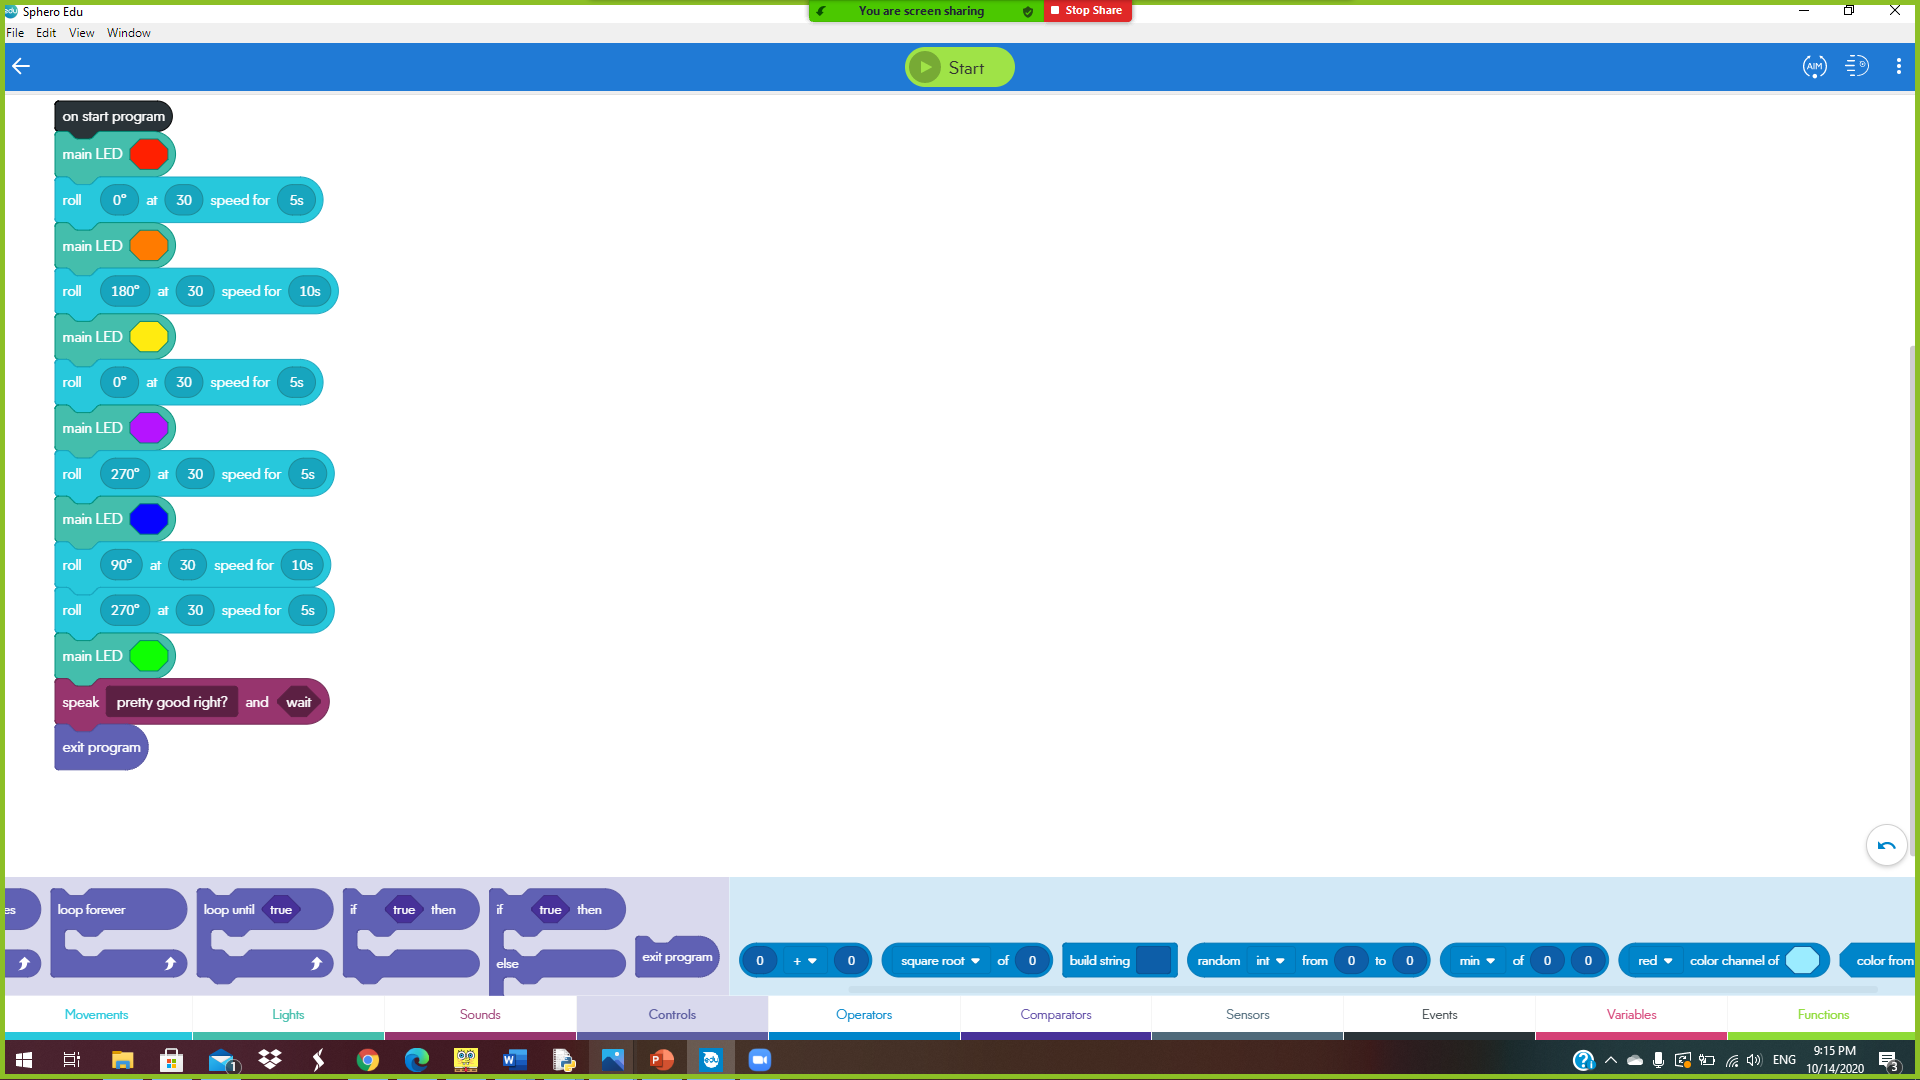 Sphero Edu
You are screen sharing
Stop Share
File Edit View Window
Start
AIM
on start program
main LED
roll 0° at 30 speed for 5s
main LED
roll 180° at 30 speed for 10s
main LED
roll 0° at 30 speed for 5s
main LED
roll 270° at 30 speed for 5s
main LED
roll 90° at 30 speed for 10s
roll 270° at 30 speed for 5s
main LED
speak pretty good right? and wait
exit program
es loop forever loop until true if true then if true then
else
exit program
0 + 0 square root of 0 build string random int from 0 to 0 min of 0 0 red color channel of color from
Movements Lights Sounds Controls Operators Comparators Sensors Events Variables Functions
1 W P edu ENG 9:15 PM
10/14/2020 3